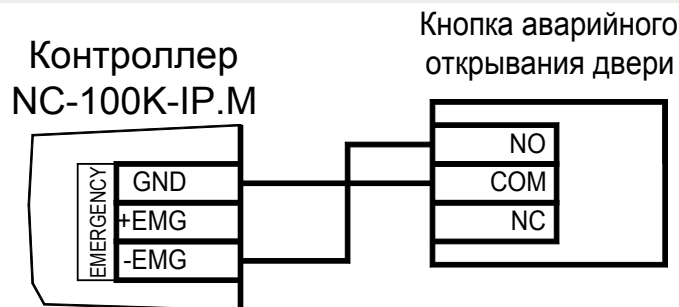 Кнопка аварийного
открывания двери
Контроллер
NC-100K-IP.M
EMERGENCY
GND
+EMG
-EMG
NO
COM
NC